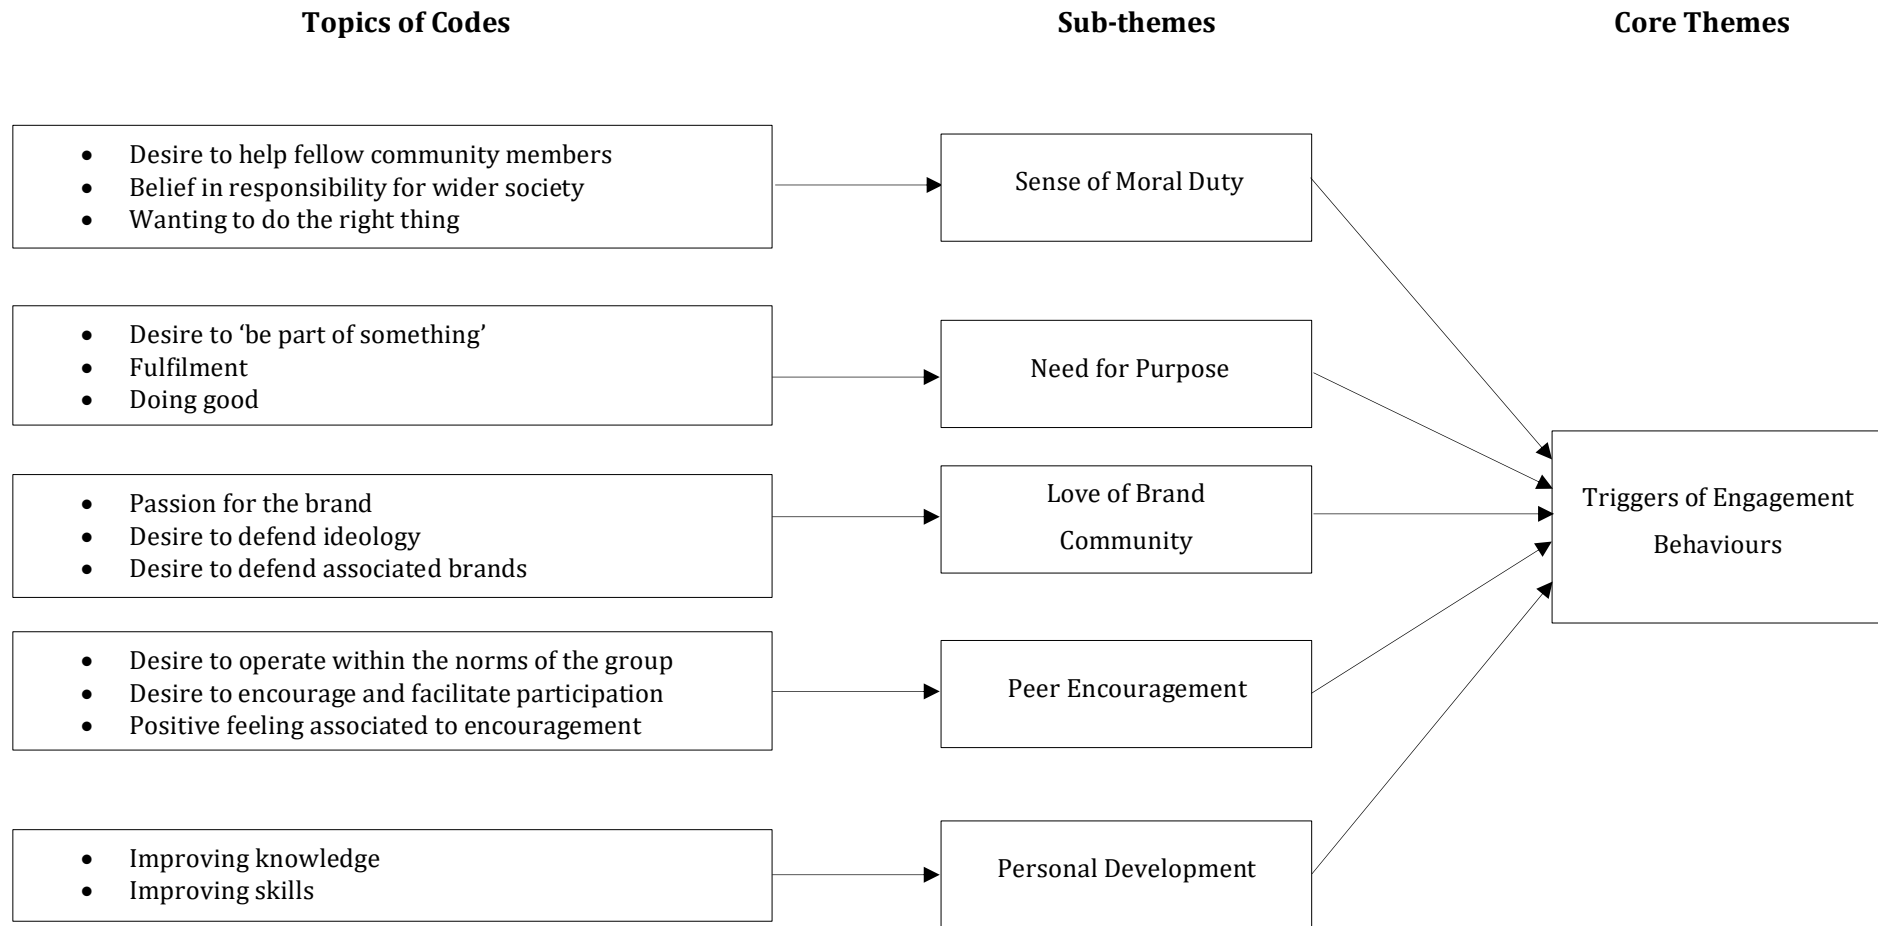 Topics of Codes
Sub-themes
Core Themes
• Desire to help fellow community members
• Belief in responsibility for wider society
• Wanting to do the right thing
Sense of Moral Duty
• Desire to ‘be part of something’
• Fulfilment
• Doing good
Need for Purpose
• Passion for the brand
• Desire to defend ideology
• Desire to defend associated brands
Love of Brand
Community
Triggers of Engagement
Behaviours
• Desire to operate within the norms of the group
• Desire to encourage and facilitate participation
• Positive feeling associated to encouragement
Peer Encouragement
• Improving knowledge
• Improving skills
Personal Development